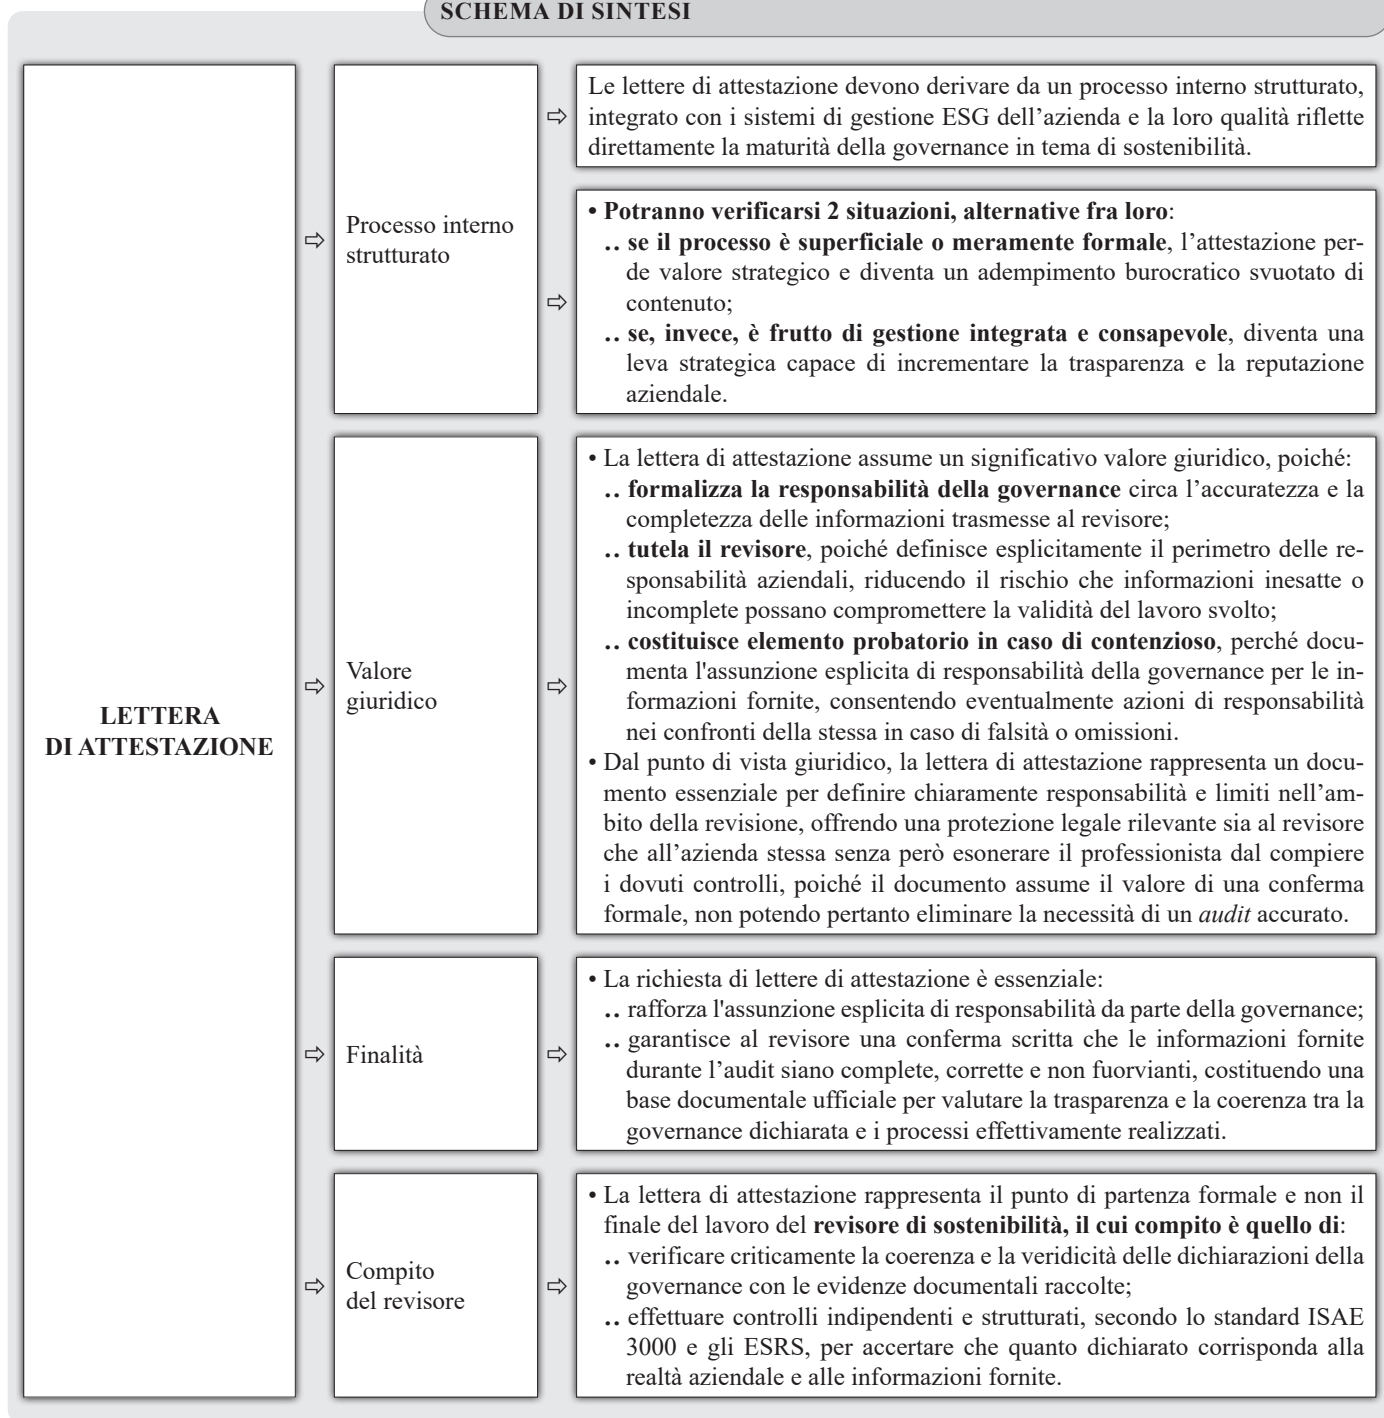 SCHEMA DI SINTESI
LETTERA
DI ATTESTAZIONE
⇨
Processo interno
strutturato
⇨
Le lettere di attestazione devono derivare da un processo interno strutturato,
integrato con i sistemi di gestione ESG dell’azienda e la loro qualità riflette
direttamente la maturità della governance in tema di sostenibilità.
⇨
• Potranno verificarsi 2 situazioni, alternative fra loro:
.. se il processo è superficiale o meramente formale, l’attestazione per-
de valore strategico e diventa un adempimento burocratico svuotato di
contenuto;
.. se, invece, è frutto di gestione integrata e consapevole, diventa una
leva strategica capace di incrementare la trasparenza e la reputazione
aziendale.
⇨
Valore
giuridico
⇨
• La lettera di attestazione assume un significativo valore giuridico, poiché:
.. formalizza la responsabilità della governance circa l’accuratezza e la
completezza delle informazioni trasmesse al revisore;
.. tutela il revisore, poiché definisce esplicitamente il perimetro delle re-
sponsabilità aziendali, riducendo il rischio che informazioni inesatte o
incomplete possano compromettere la validità del lavoro svolto;
.. costituisce elemento probatorio in caso di contenzioso, perché docu-
menta l'assunzione esplicita di responsabilità della governance per le in-
formazioni fornite, consentendo eventualmente azioni di responsabilità
nei confronti della stessa in caso di falsità o omissioni.
• Dal punto di vista giuridico, la lettera di attestazione rappresenta un docu-
mento essenziale per definire chiaramente responsabilità e limiti nell’am-
bito della revisione, offrendo una protezione legale rilevante sia al revisore
che all’azienda stessa senza però esonerare il professionista dal compiere
i dovuti controlli, poiché il documento assume il valore di una conferma
formale, non potendo pertanto eliminare la necessità di un audit accurato.
⇨
Finalità
⇨
• La richiesta di lettere di attestazione è essenziale:
.. rafforza l'assunzione esplicita di responsabilità da parte della governance;
.. garantisce al revisore una conferma scritta che le informazioni fornite
durante l’audit siano complete, corrette e non fuorvianti, costituendo una
base documentale ufficiale per valutare la trasparenza e la coerenza tra la
governance dichiarata e i processi effettivamente realizzati.
⇨
Compito
del revisore
⇨
• La lettera di attestazione rappresenta il punto di partenza formale e non il
finale del lavoro del revisore di sostenibilità, il cui compito è quello di:
.. verificare criticamente la coerenza e la veridicità delle dichiarazioni della
governance con le evidenze documentali raccolte;
.. effettuare controlli indipendenti e strutturati, secondo lo standard ISAE
3000 e gli ESRS, per accertare che quanto dichiarato corrisponda alla
realtà aziendale e alle informazioni fornite.